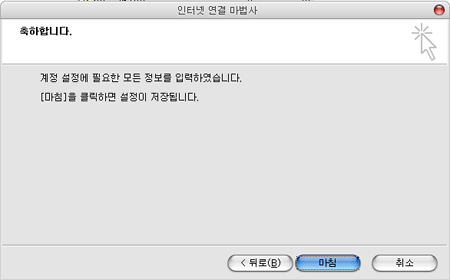 인터넷 연결 마법사
축하합니다.
계정 설정에 필요한 모든 정보를 입력하였습니다.
[마침]을 클릭하면 설정이 저장됩니다.
< 뒤로(B)
마침
취소